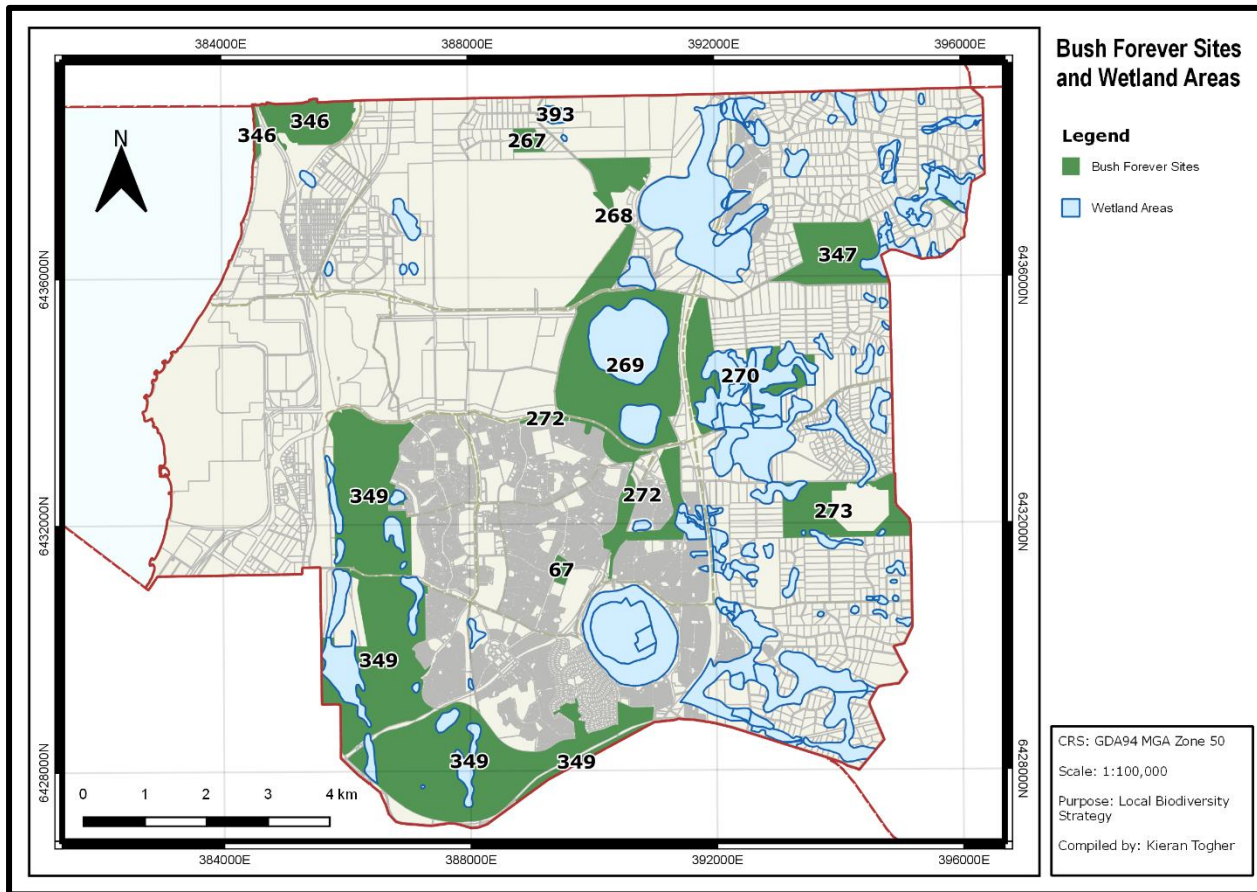 384000E
388000E
392000E
396000E
Bush Forever Sites
and Wetland Areas
Legend
Bush Forever Sites
Wetland Areas
N
346
346
393
267
268
347
6436000N
6436000N
269
270
272
349
272
273
6432000N
6432000N
67
349
349
349
6428000N
6428000N
0 1 2 3 4 km
384000E
388000E
392000E
396000E
CRS: GDA94 MGA Zone 50
Scale: 1:100,000
Purpose: Local Biodiversity
Strategy
Compiled by: Kieran Togher